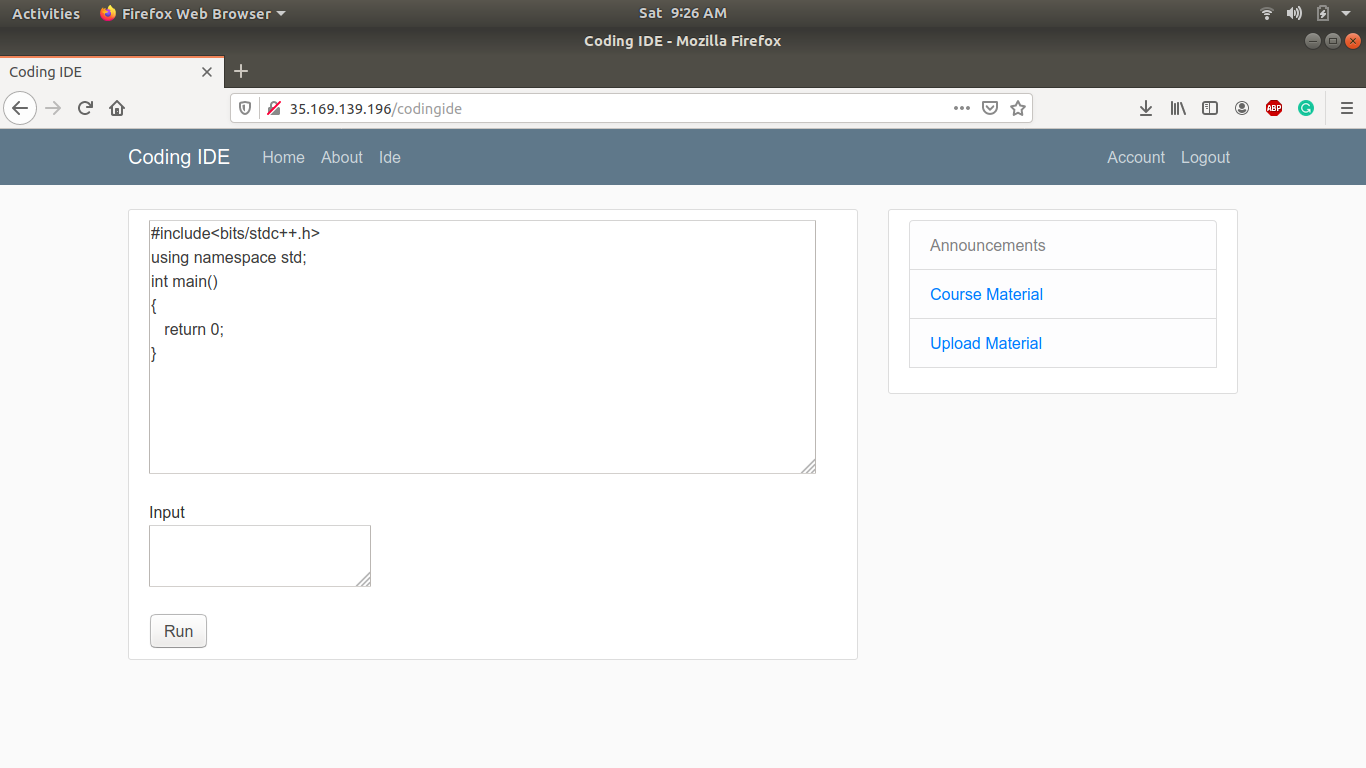 Activities Firefox Web Browser Sat 9:26 AM
Coding IDE - Mozilla Firefox
Coding IDE
35.169.139.196/codingide
ABP
G
Coding IDE Home About Ide Account Logout
#include<bits/stdc++.h>
using namespace std;
int main()
{
return 0;
}
Input
Run
Announcements
Course Material
Upload Material